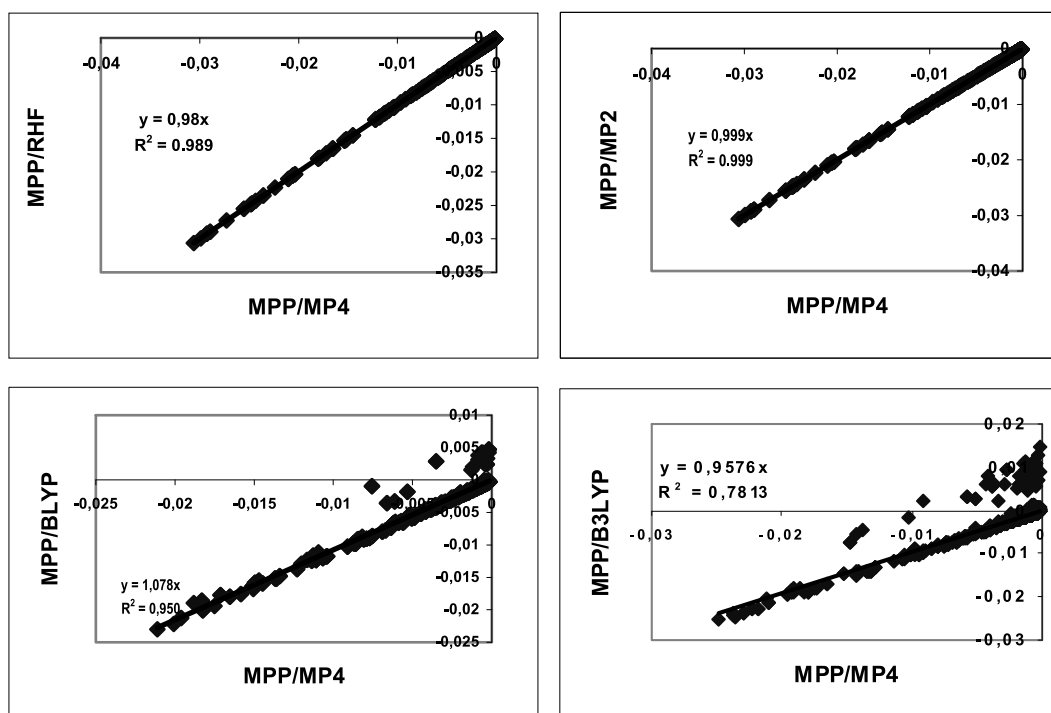 0
-0,04 -0,03 -0,02 -0,01 0
-0,005
-0,01
-0,015
-0,02
-0,025
-0,03
-0,035
y = 0,98x
R² = 0.989
MPP/RHF
MPP/MP4
0
-0,04 -0,03 -0,02 -0,01 0
-0,01
-0,02
-0,03
-0,04
y = 0,999x
R² = 0.999
MPP/MP2
MPP/MP4
0,01
0,005
0
-0,025 -0,02 -0,015 -0,01 -0,005 0
-0,005
-0,01
-0,015
-0,02
-0,025
y = 1,078x
R² = 0,950
MPP/BLYP
MPP/MP4
0,02
0,01
0
-0,03 -0,02 -0,01 0
-0,01
-0,02
-0,03
y = 0,9576x
R² = 0,7813
MPP/B3LYP
MPP/MP4